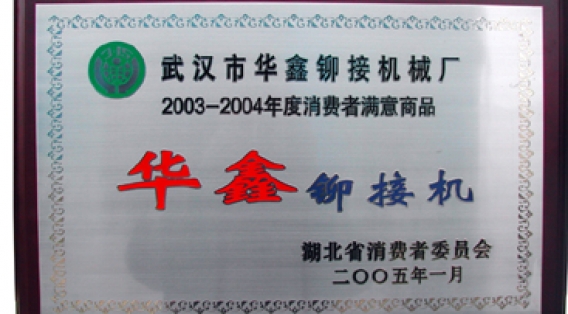 武汉市华鑫铆接机械厂
2003-2004年度消费者满意商品
华鑫铆接机
湖北省消费者委员会
二〇〇五年一月